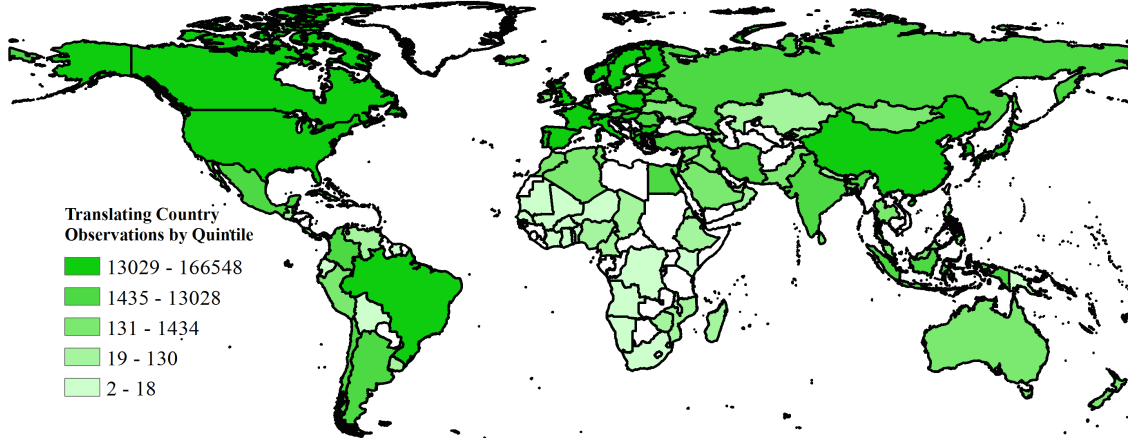 Translating Country
Observations by Quintile
13029 - 166548
1435 - 13028
131 - 1434
19 - 130
2 - 18